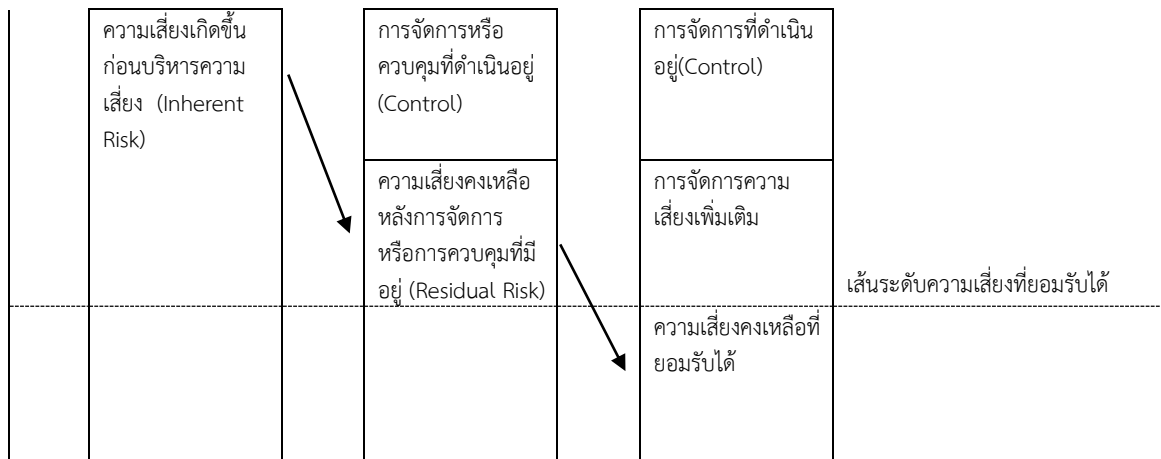 ความเสี่ยงเกิดขึ้น
ก่อนบริหารความ
เสี่ยง (Inherent
Risk)
การจัดการหรือ
ควบคุมที่ดำเนินอยู่
(Control)
ความเสี่ยงคงเหลือ
หลังการจัดการ
หรือการควบคุมที่มี
อยู่ (Residual Risk)
การจัดการที่ดำเนิน
อยู่(Control)
การจัดการความ
เสี่ยงเพิ่มเติม
ความเสี่ยงคงเหลือที่
ยอมรับได้
เส้นระดับความเสี่ยงที่ยอมรับได้